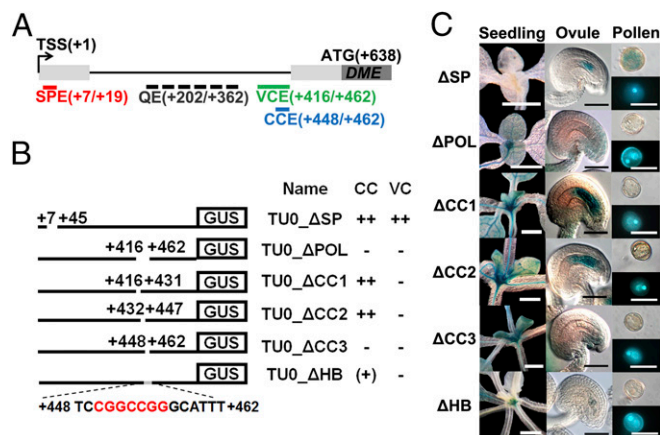 A
TSS(+1)
ATG(+638)
DME
SPE(+7/+19)
QE(+202/+362)
VCE(+416/+462)
CCE(+448/+462)
B
Name CC VC
+7 +45 GUS TU0_ΔSP ++ ++
+416 +462 GUS TU0_ΔPOL - -
+416 +431 GUS TU0_ΔCC1 ++ -
+432 +447 GUS TU0_ΔCC2 ++ -
+448 +462 GUS TU0_ΔCC3 - -
GUS TU0_ΔHB (+) -
+448 TCCGGCCGGGCATTT +462
C
Seedling Ovule Pollen
ΔSP
ΔPOL
ΔCC1
ΔCC2
ΔCC3
ΔHB